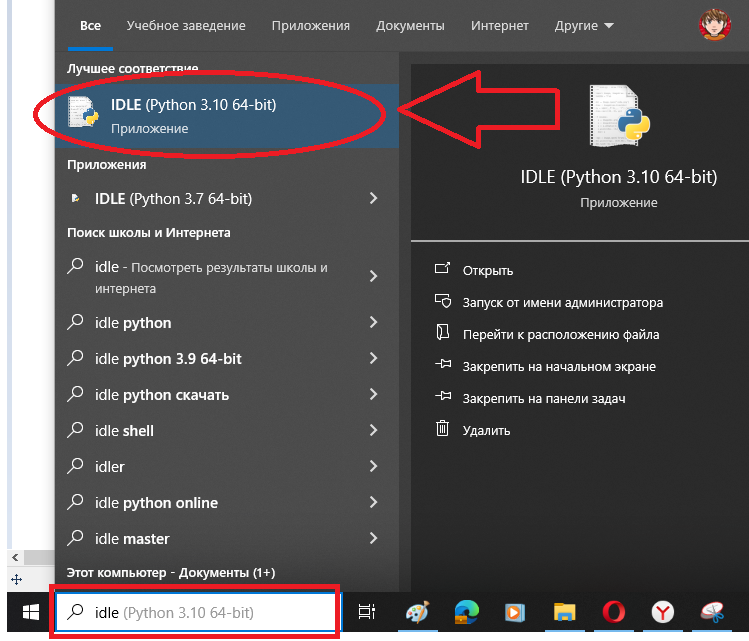 Все Учебное заведение Приложения Документы Интернет Другие
Лучшее соответствие
IDLE (Python 3.10 64-bit)
Приложение
Приложения
IDLE (Python 3.7 64-bit)
Поиск школы и Интернета
idle - Посмотреть результаты школы и
интернета
idle python
idle python 3.9 64-bit
idle python скачать
idle shell
idler
idle python online
idle master
Этот компьютер - Документы (1+)
idle (Python 3.10 64-bit)
IDLE (Python 3.10 64-bit)
Приложение
Открыть
Запуск от имени администратора
Перейти к расположению файла
Закрепить на начальном экране
Закрепить на панели задач
Удалить